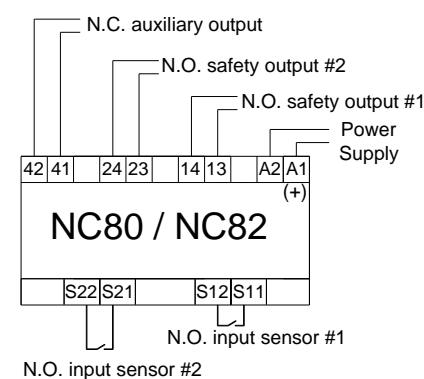 N.C. auxiliary output
N.O. safety output #2
N.O. safety output #1
Power
Supply
42 41 24 23 14 13 A2 A1
(+)
NC80 / NC82
S22 S21 S12 S11
N.O. input sensor #1
N.O. input sensor #2